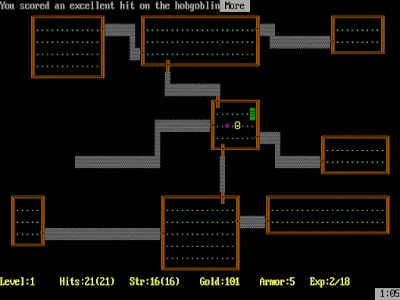 You scored an excellent hit on the hobgoblin More
Level:1 Hits:21(21) Str:16(16) Gold:101 Armor:5 Exp:2/18
1:05